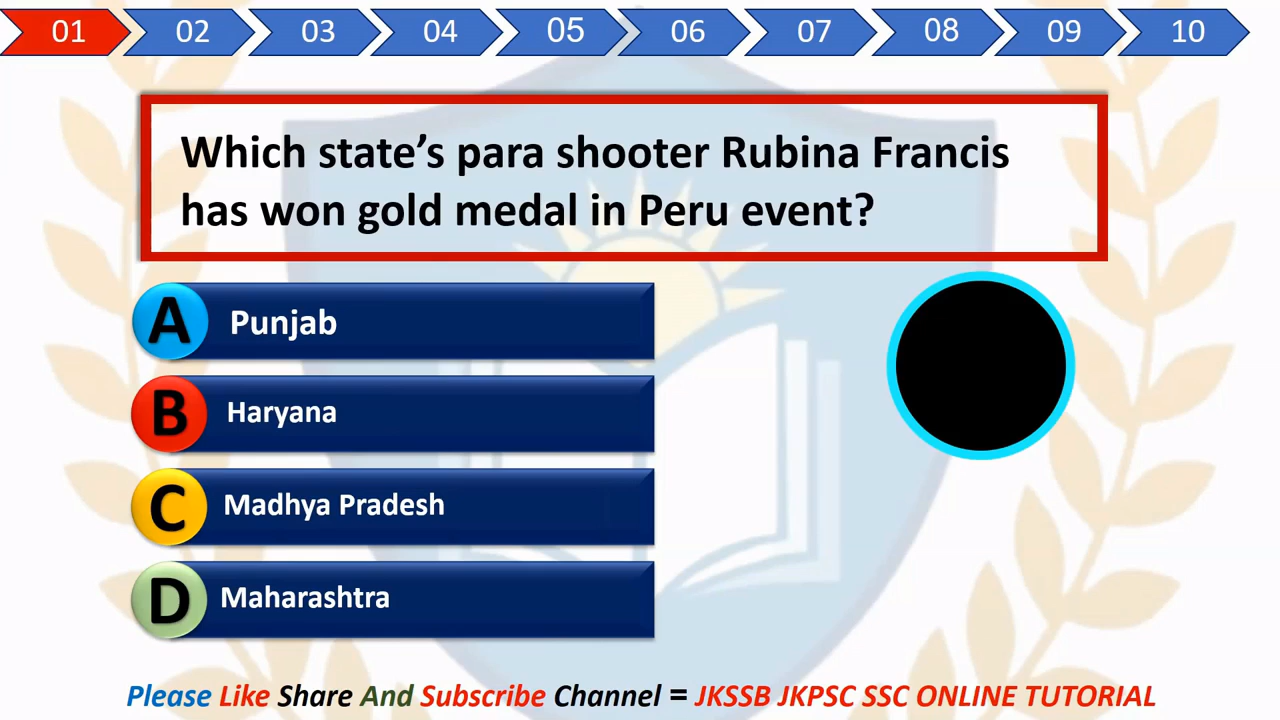 01 02 03 04 05 06 07 08 09 10
Which state’s para shooter Rubina Francis
has won gold medal in Peru event?
A Punjab
B Haryana
C Madhya Pradesh
D Maharashtra
Please Like Share And Subscribe Channel = JKSSB JKPSC SSC ONLINE TUTORIAL